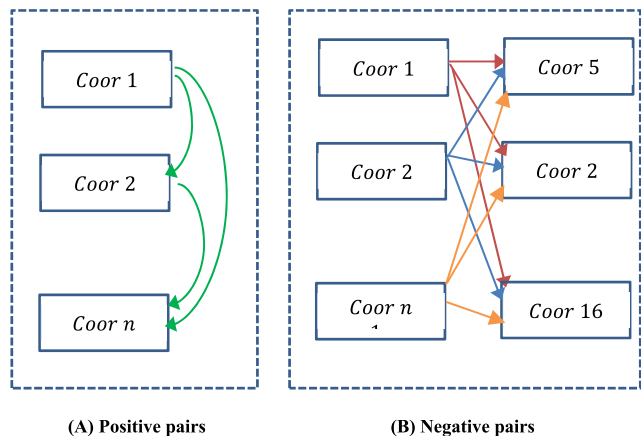 Coor 1
Coor 2
Coor n
(A) Positive pairs
Coor 1
Coor 2
Coor n
Coor 5
Coor 2
Coor 16
(B) Negative pairs